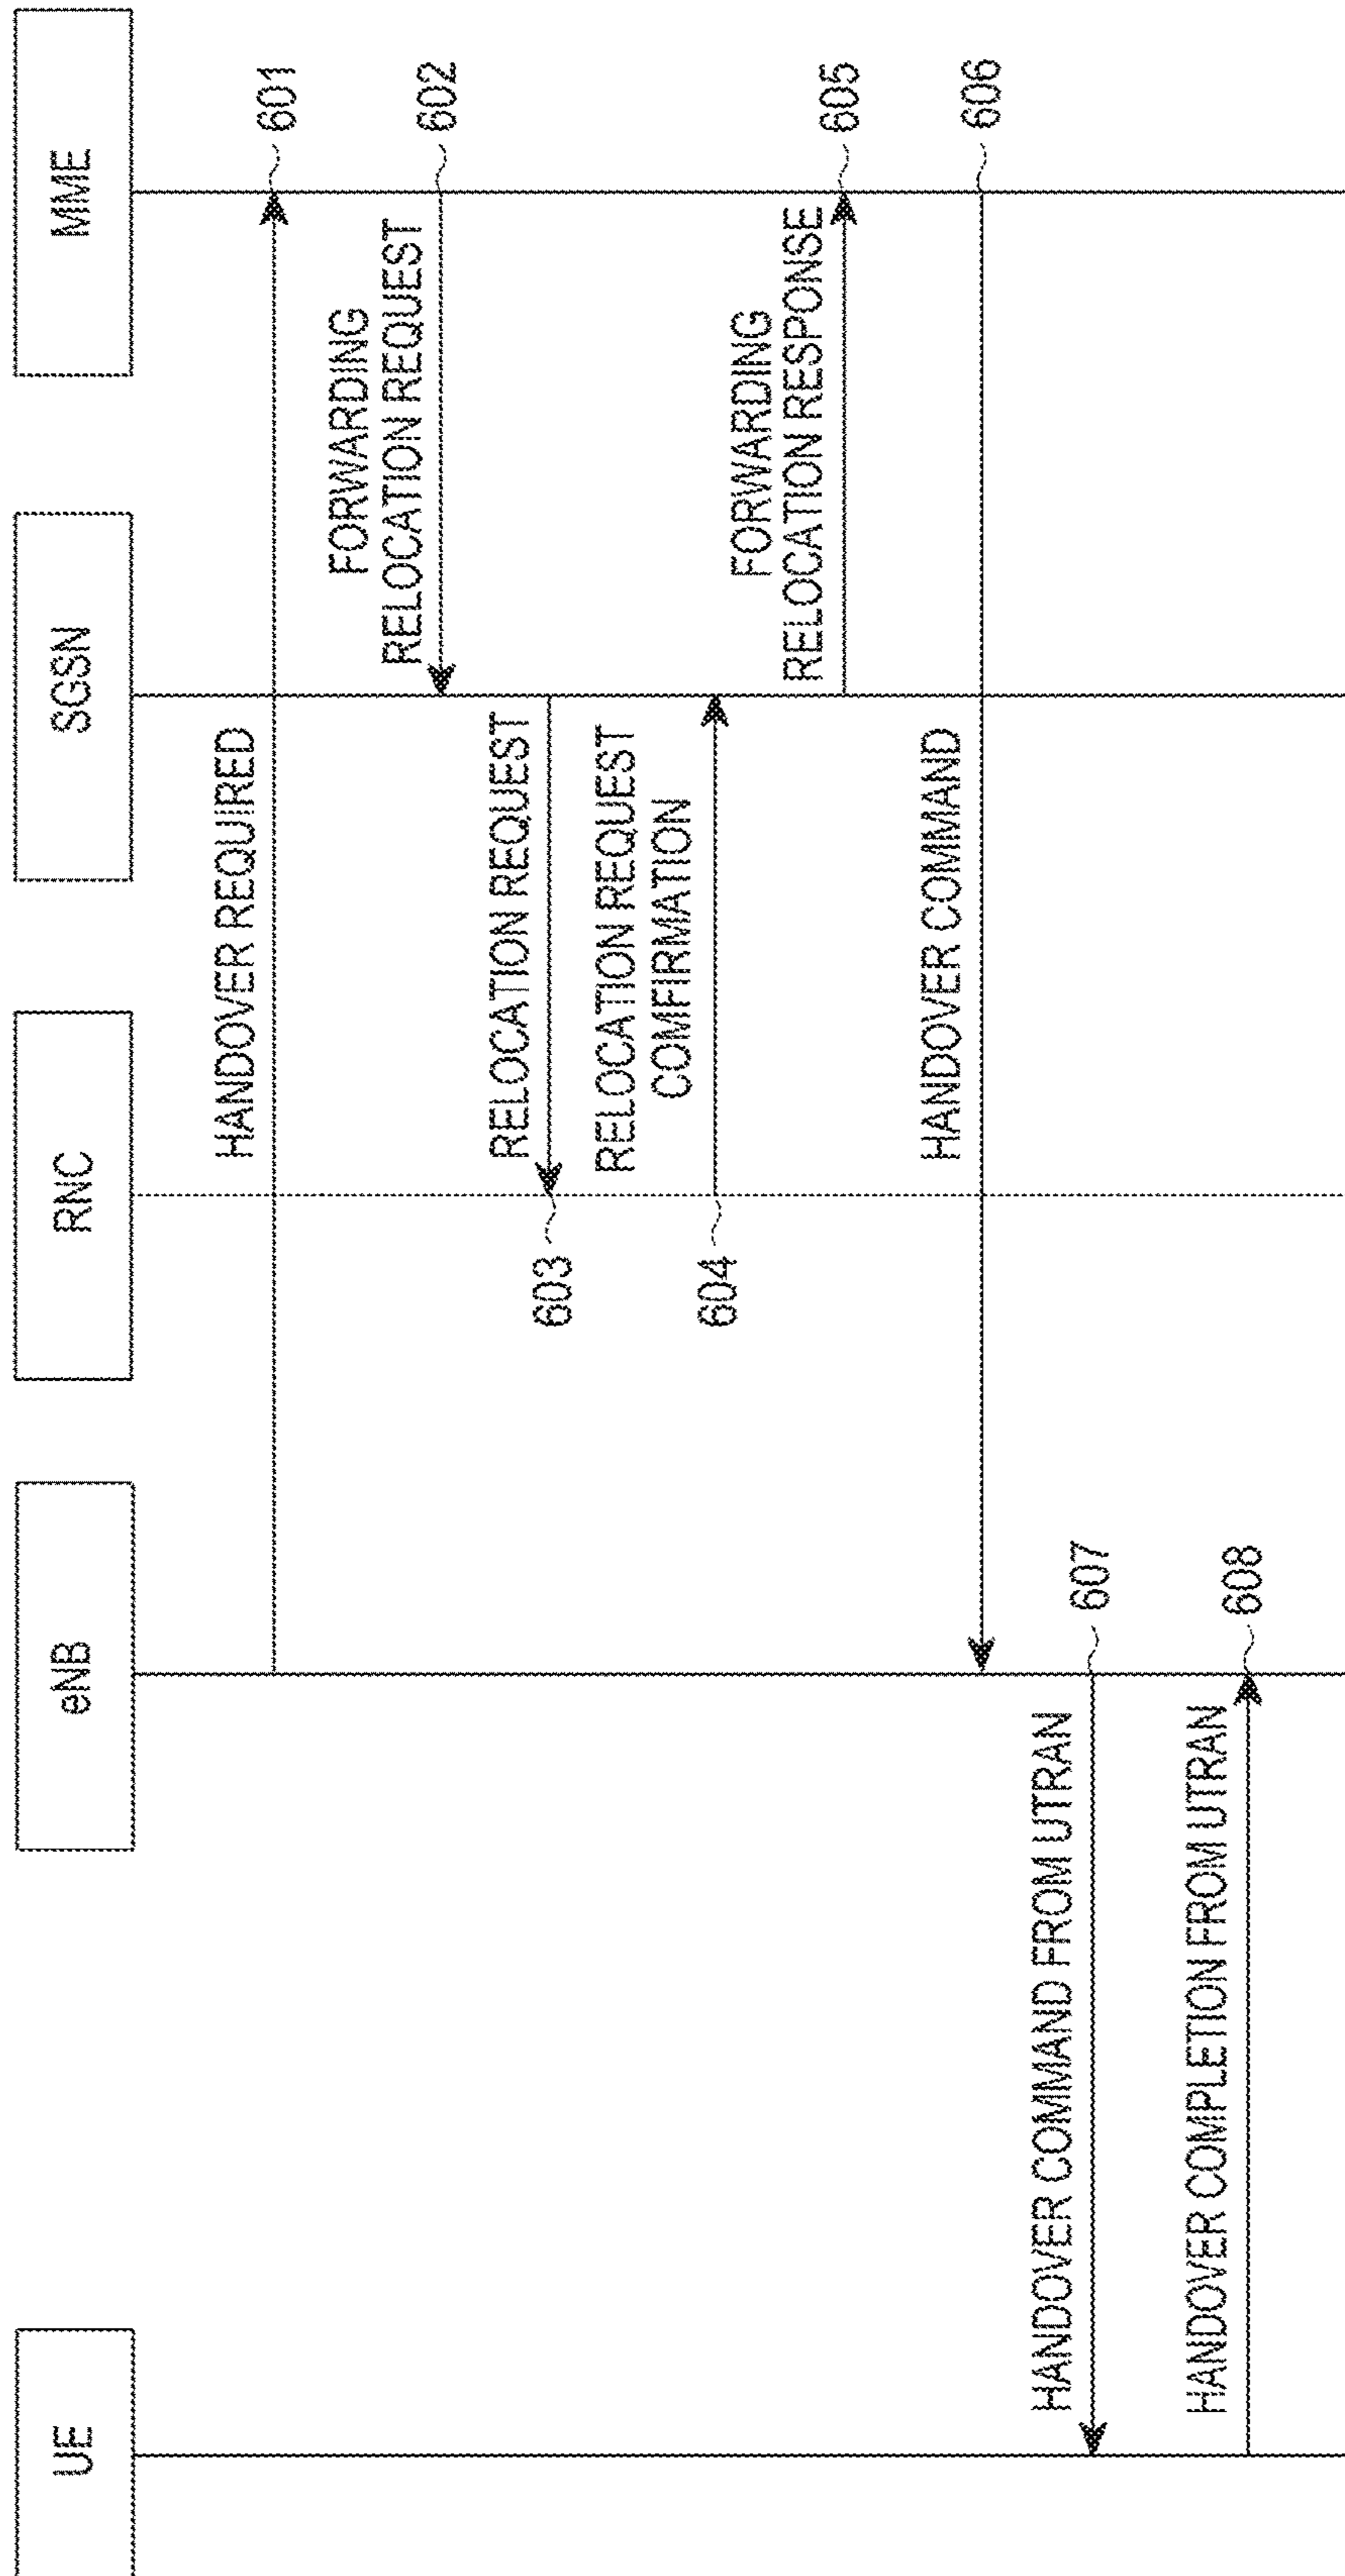 UE
eNB
RNC
SGSN
MME
HANDOVER REQUIRED
601
FORWARDING
RELOCATION REQUEST
602
RELOCATION REQUEST
603
RELOCATION REQUEST
COMFIRMATION
604
FORWARDING
RELOCATION RESPONSE
605
HANDOVER COMMAND
606
HANDOVER COMMAND FROM UTRAN
607
HANDOVER COMPLETION FROM UTRAN
608